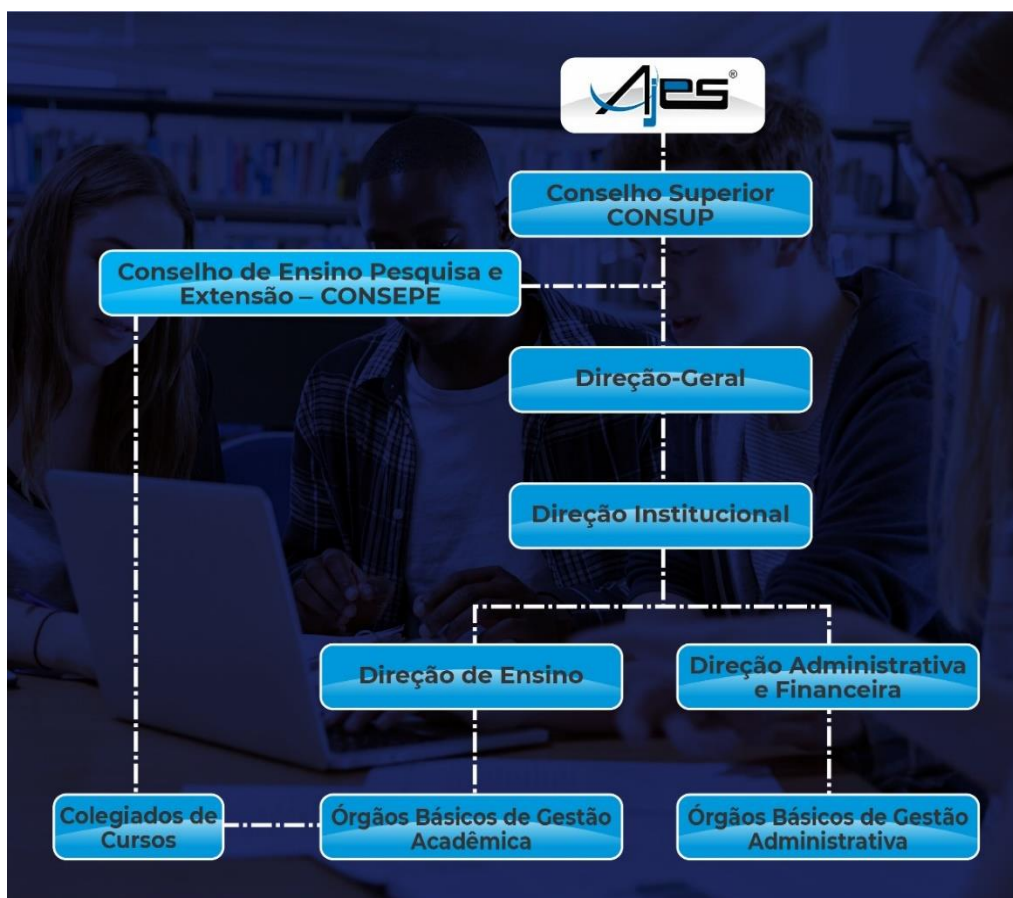 Ajes®
Conselho Superior
CONSUP
Conselho de Ensino Pesquisa e
Extensão – CONSEPE
Direção-Geral
Direção Institucional
Direção de Ensino
Direção Administrativa
e Financeira
Colegiados de
Cursos
Órgãos Básicos de Gestão
Acadêmica
Órgãos Básicos de Gestão
Administrativa